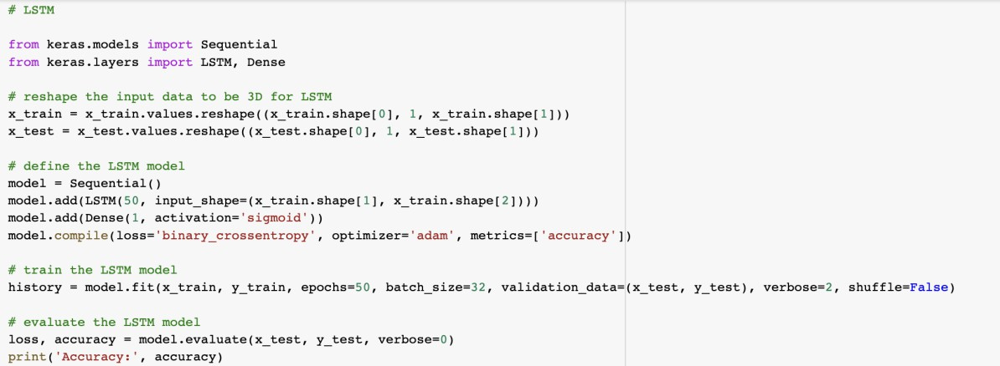 # LSTM
from keras.models import Sequential
from keras.layers import LSTM, Dense
# reshape the input data to be 3D for LSTM
x_train = x_train.values.reshape((x_train.shape[0], 1, x_train.shape[1]))
x_test = x_test.values.reshape((x_test.shape[0], 1, x_test.shape[1]))
# define the LSTM model
model = Sequential()
model.add(LSTM(50, input_shape=(x_train.shape[1], x_train.shape[2])))
model.add(Dense(1, activation='sigmoid'))
model.compile(loss='binary_crossentropy', optimizer='adam', metrics=['accuracy'])
# train the LSTM model
history = model.fit(x_train, y_train, epochs=50, batch_size=32, validation_data=(x_test, y_test), verbose=2, shuffle=False)
# evaluate the LSTM model
loss, accuracy = model.evaluate(x_test, y_test, verbose=0)
print('Accuracy:', accuracy)